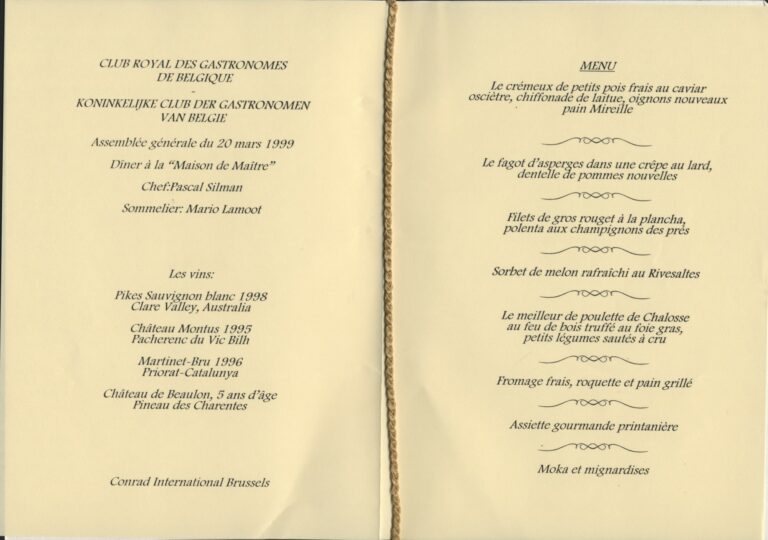 CLUB ROYAL DES GASTRONOMES
DE BELGIQUE
-
KONINKELIJKE CLUB DER GASTRONOMEN
VAN BELGIE
Assemblée générale du 20 mars 1999
Dîner à la “Maison de Maître”
Chef:Pascal Silman
Sommelier: Mario Lamoot
Les vins:
Pikes Sauvignon blanc 1998
Clare Valley, Australia
Château Montus 1995
Pacherenc du Vic Bilh
Martinet-Bru 1996
Priorat-Catalunya
Château de Beaulon, 5 ans d'âge
Pineau des Charentes
Conrad International Brussels
MENU
Le crémeux de petits pois frais au caviar
osciètre, chiffonade de laitue, oignons nouveaux
pain Mireille
Le fagot d'asperges dans une crêpe au lard,
dentelle de pommes nouvelles
Filets de gros rouget à la plancha,
polenta aux champignons des prés
Sorbet de melon rafraîchi au Rivesaltes
Le meilleur de poulette de Chalosse
au feu de bois truffé au foie gras,
petits légumes sautés à cru
Fromage frais, roquette et pain grillé
Assiette gourmande printanière
Moka et mignardises